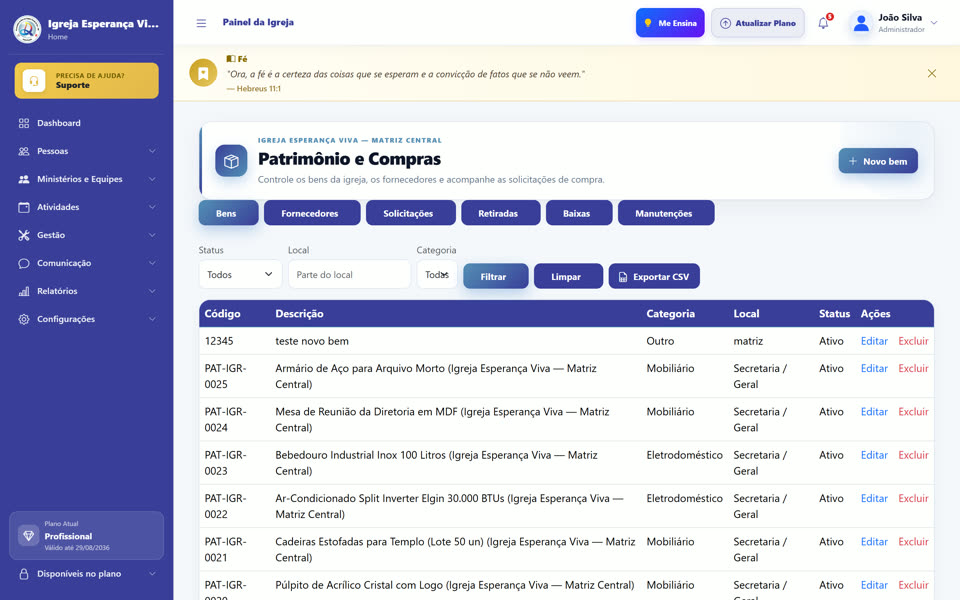 Igreja Esperança Vi...
Home
PRECISA DE AJUDA?
Suporte
Dashboard
Pessoas
Ministérios e Equipes
Atividades
Gestão
Comunicação
Relatórios
Configurações
Plano Atual
Profissional
Válido até 29/08/2036
Disponíveis no plano
Painel da Igreja
Me Ensina
Atualizar Plano
João Silva
Administrador
Fé
"Ora, a fé é a certeza das coisas que se esperam e a convicção de fatos que se não veem."
— Hebreus 11:1
IGREJA ESPERANÇA VIVA — MATRIZ CENTRAL
Patrimônio e Compras
Controle os bens da igreja, os fornecedores e acompanhe as solicitações de compra.
+ Novo bem
Bens Fornecedores Solicitações Retiradas Baixas Manutenções
Status Local Categoria
Todos Parte do local Todas Filtrar Limpar Exportar CSV
Código Descrição Categoria Local Status Ações
12345 teste novo bem Outro matriz Ativo Editar Excluir
PAT-IGR- Armário de Aço para Arquivo Morto (Igreja Esperança Viva — Matriz Mobiliário Secretaria / Ativo Editar Excluir
0025 Central) Geral
PAT-IGR- Mesa de Reunião da Diretoria em MDF (Igreja Esperança Viva — Matriz Mobiliário Secretaria / Ativo Editar Excluir
0024 Central) Geral
PAT-IGR- Bebedouro Industrial Inox 100 Litros (Igreja Esperança Viva — Matriz Eletrodoméstico Secretaria / Ativo Editar Excluir
0023 Central) Geral
PAT-IGR- Ar-Condicionado Split Inverter Elgin 30.000 BTUs (Igreja Esperança Viva — Eletrodoméstico Secretaria / Ativo Editar Excluir
0022 Matriz Central) Geral
PAT-IGR- Cadeiras Estofadas para Templo (Lote 50 un) (Igreja Esperança Viva — Matriz Mobiliário Secretaria / Ativo Editar Excluir
0021 Central) Geral
PAT-IGR- Púlpito de Acrílico Cristal com Logo (Igreja Esperança Viva — Matriz Central) Mobiliário Secretaria / Ativo Editar Excluir